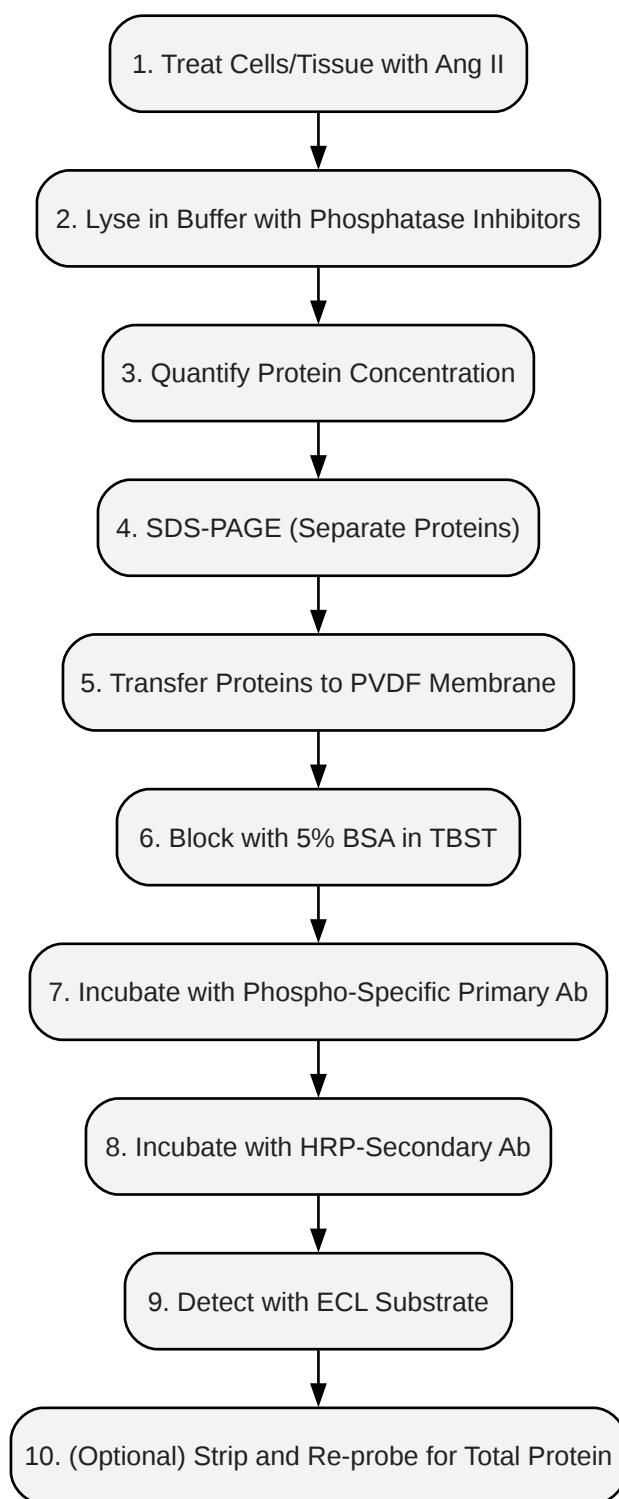 1. Treat Cells/Tissue with Ang II
2. Lyse in Buffer with Phosphatase Inhibitors
3. Quantify Protein Concentration
4. SDS-PAGE (Separate Proteins)
5. Transfer Proteins to PVDF Membrane
6. Block with 5% BSA in TBST
7. Incubate with Phospho-Specific Primary Ab
8. Incubate with HRP-Secondary Ab
9. Detect with ECL Substrate
10. (Optional) Strip and Re-probe for Total Protein